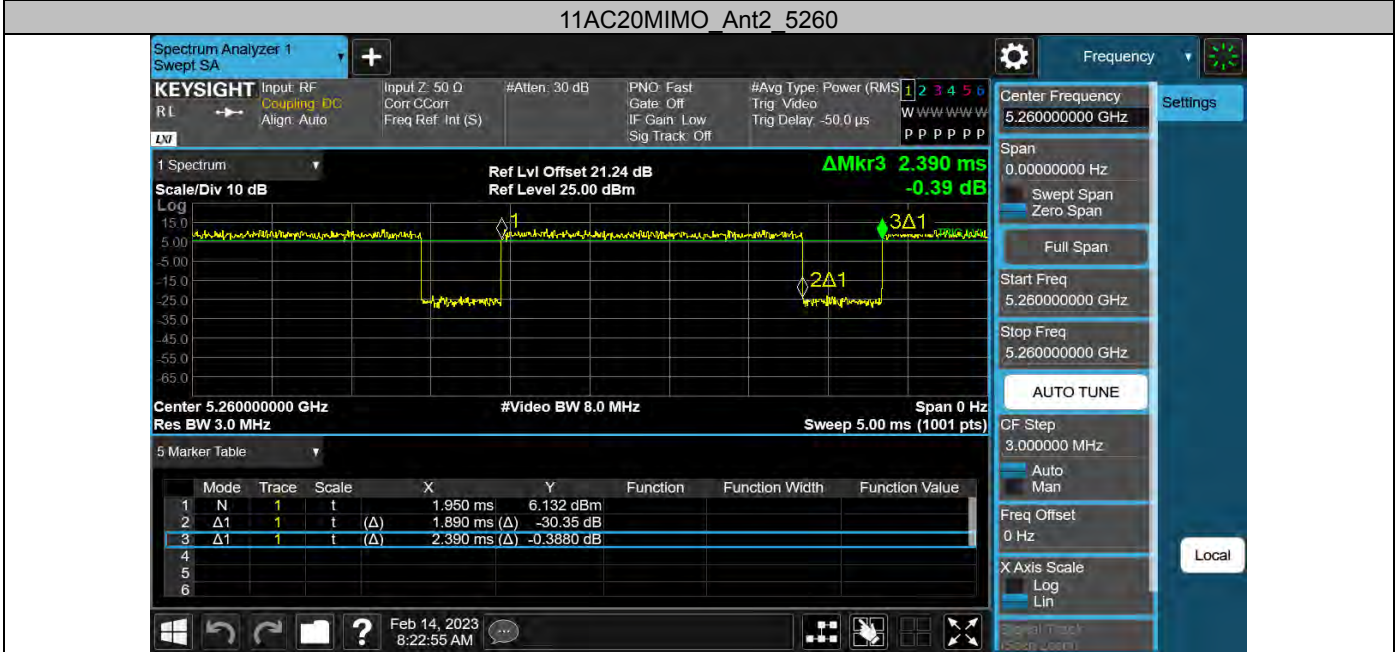 11AC20MIMO_Ant2_5260
Spectrum Analyzer 1
Swept SA
Frequency
KEYSIGHT Input: RF Input Z: 50 Ω #Atten: 30 dB PNO: Fast #Avg Type: Power (RMS 1 2 3 4 5 6
RL Coupling: DC Corr CCorr Gate: Off Trig: Video W W W W W W
Align: Auto Freq Ref: Int (S) IF Gain: Low Trig Delay: -50.0 µs
LXI Sig Track: Off P P P P P P
Center Frequency
5.260000000 GHz
Settings
1 Spectrum
Ref Lvl Offset 21.24 dB
ΔMkr3 2.390 ms
Scale/Div 10 dB
Ref Level 25.00 dBm
-0.39 dB
Span
0.00000000 Hz
Swept Span
Zero Span
Log
15.0
5.00
-5.00
-15.0
-25.0
-35.0
-45.0
-55.0
-65.0
1
2Δ1
3Δ1
Full Span
Start Freq
5.260000000 GHz
Stop Freq
5.260000000 GHz
AUTO TUNE
Center 5.260000000 GHz #Video BW 8.0 MHz Span 0 Hz
Res BW 3.0 MHz Sweep 5.00 ms (1001 pts)
CF Step
3.000000 MHz
Auto
Man
5 Marker Table
Mode Trace Scale X Y Function Function Width Function Value
1 N 1 t 1.950 ms 6.132 dBm
2 Δ1 1 t (Δ) 1.890 ms (Δ) -30.35 dB
3 Δ1 1 t (Δ) 2.390 ms (Δ) -0.3880 dB
4
5
6
Freq Offset
0 Hz
X Axis Scale
Log
Lin
Local
Signal Track
(Span Zoom)
? Feb 14, 2023
8:22:55 AM